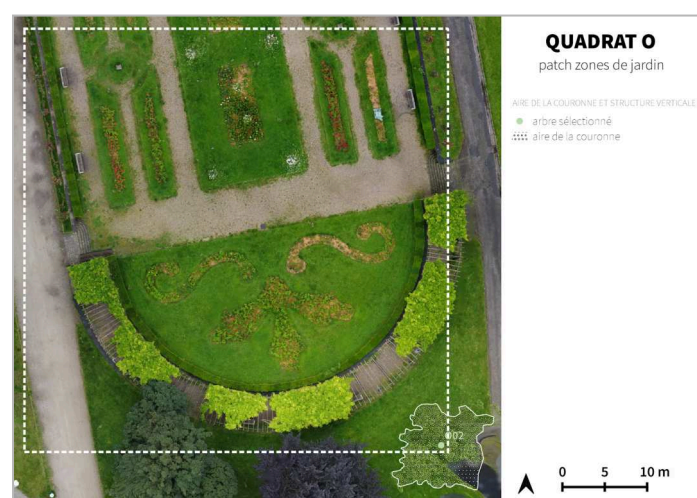 QUADRAT O
patch zones de jardin
AIRE DE LA COURONNE ET STRUCTURE VERTICALE
arbre sélectionné
aire de la couronne
002
0 5 10 m